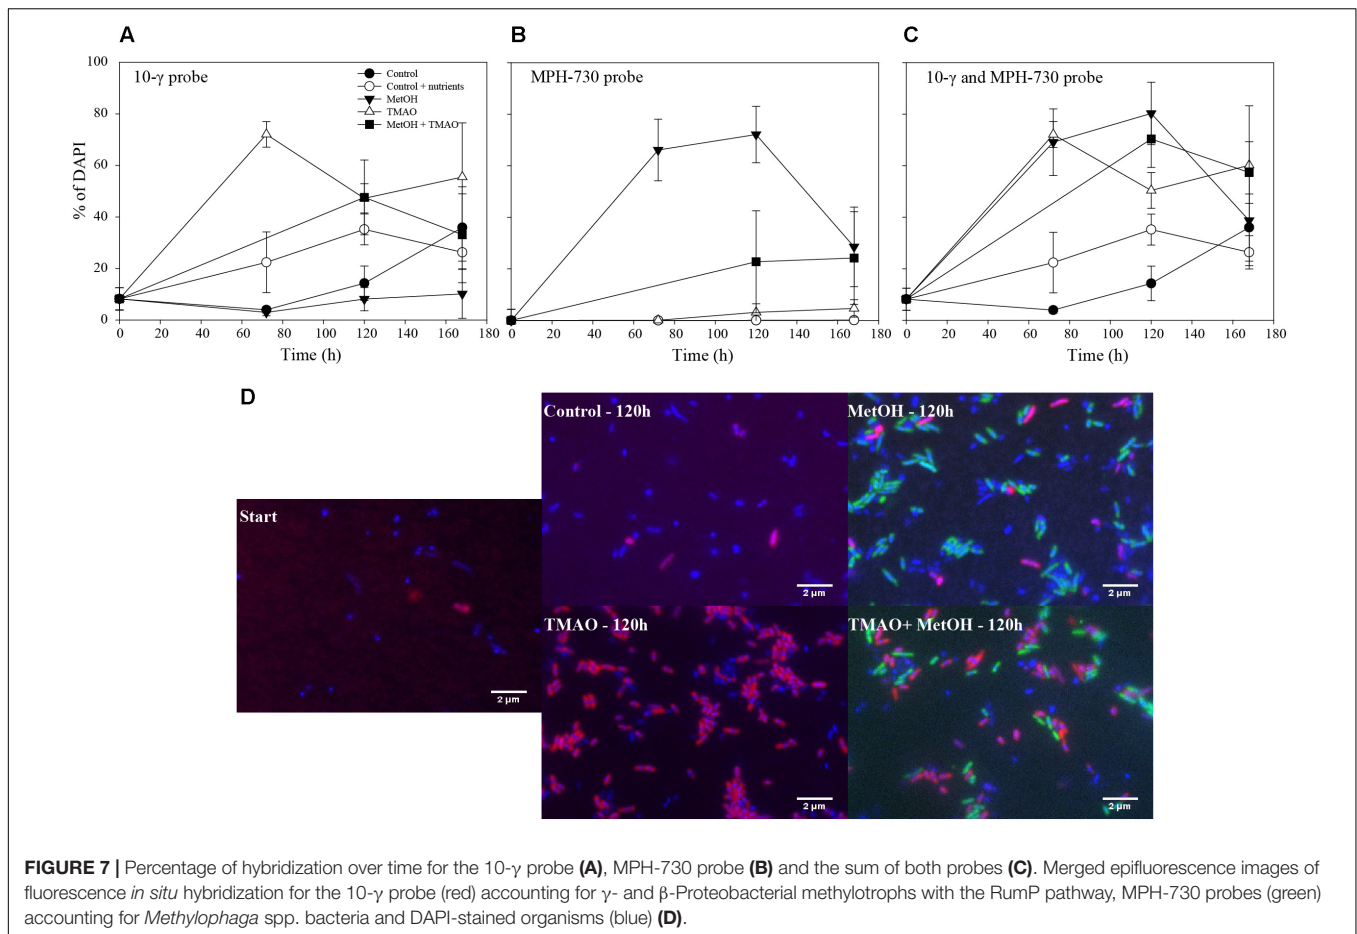 A
B
C
10-γ probe
MPH-730 probe
10-γ and MPH-730 probe
Control
Control + nutrients
MetOH
TMAO
MetOH + TMAO
% of DAPI
100
80
60
40
20
0
0 20 40 60 80 100 120 140 160 180
0 20 40 60 80 100 120 140 160 180
0 20 40 60 80 100 120 140 160 180
Time (h)
Time (h)
Time (h)
D
Start
2 µm
Control - 120h
2 µm
MetOH - 120h
2 µm
TMAO - 120h
2 µm
TMAO+ MetOH - 120h
2 µm
FIGURE 7 | Percentage of hybridization over time for the 10-γ probe (A), MPH-730 probe (B) and the sum of both probes (C). Merged epifluorescence images of
fluorescence in situ hybridization for the 10-γ probe (red) accounting for γ- and β-Proteobacterial methylotrophs with the RumP pathway, MPH-730 probes (green)
accounting for Methylophaga spp. bacteria and DAPI-stained organisms (blue) (D).